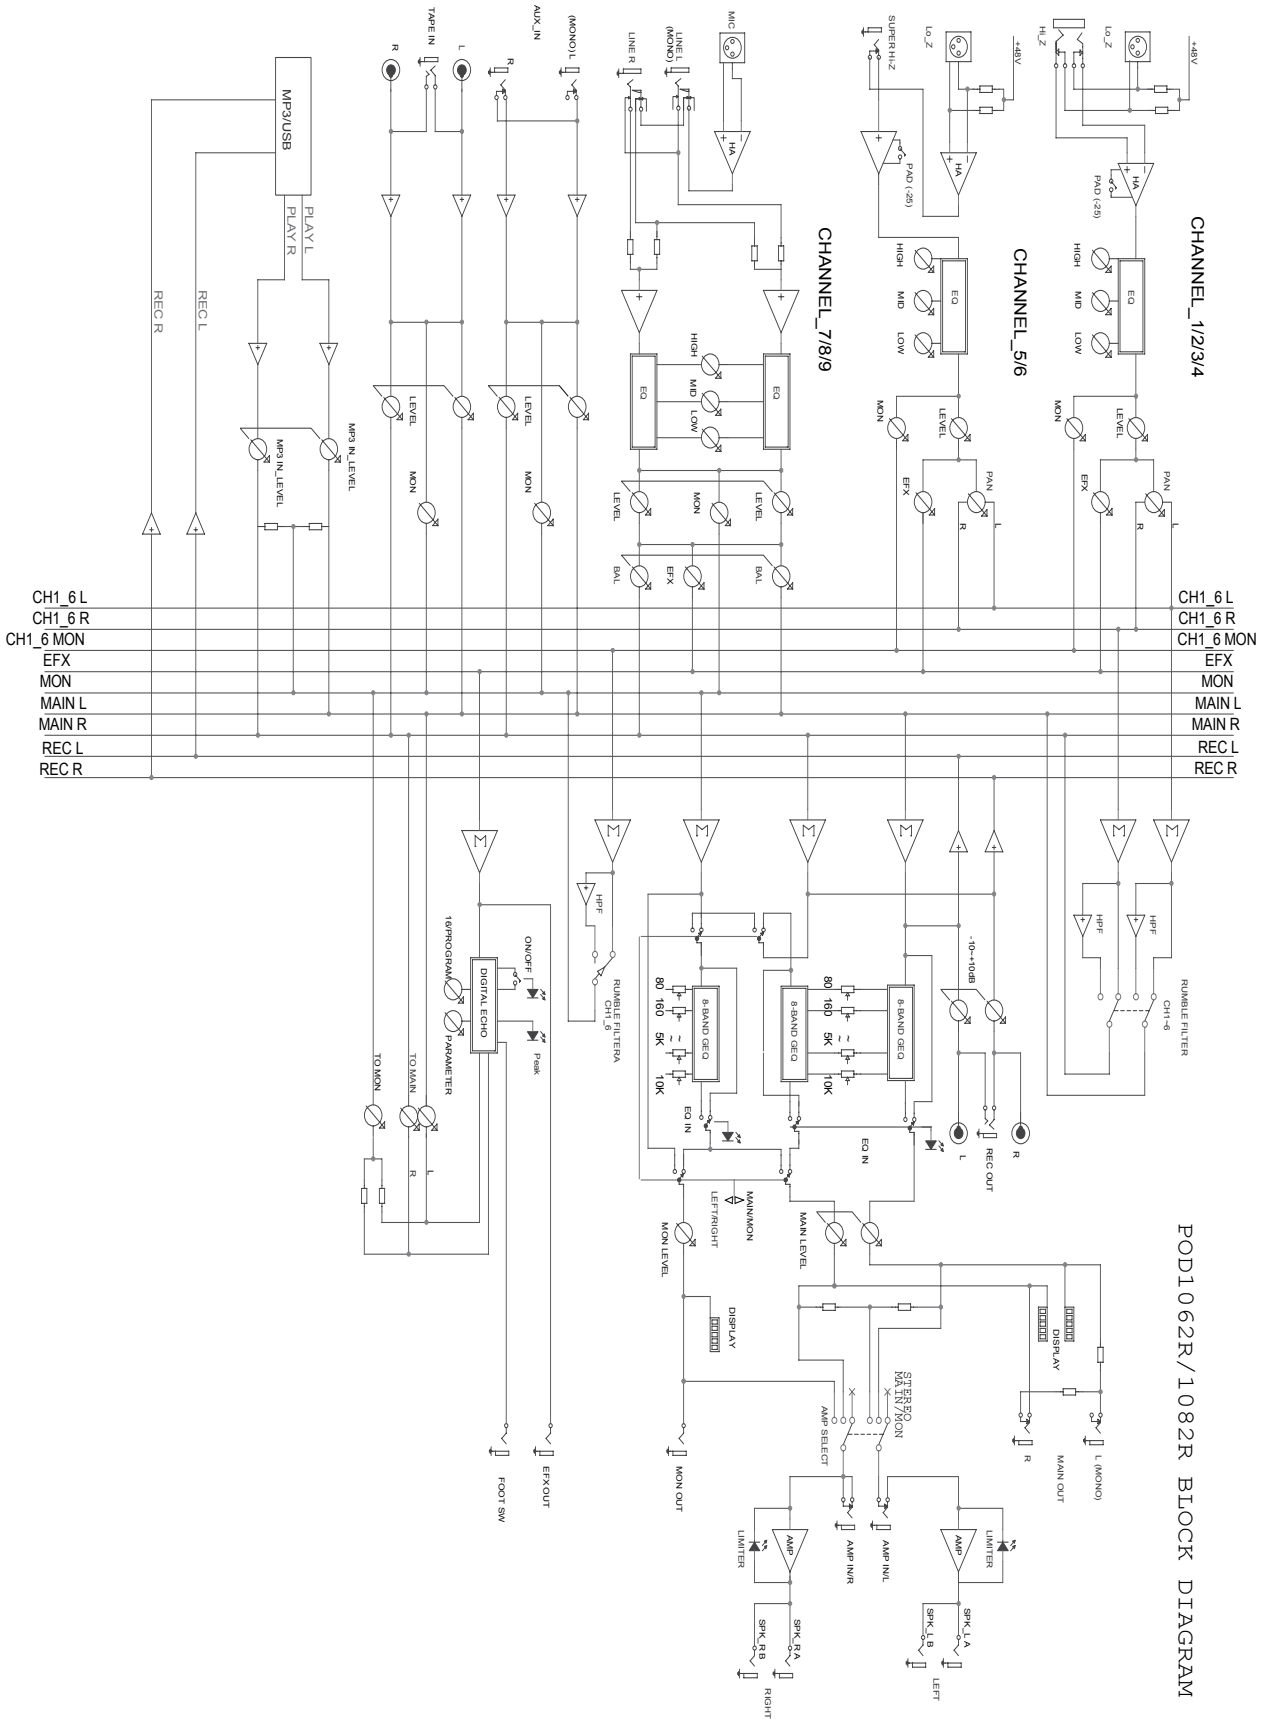 POD1062R/1082R BLOCK DIAGRAM
CHANNEL_1/2/3/4
+48V
Lo_Z
Hi_Z
HA
PAD (-25)
HIGH
MID
LOW
EQ
MON
LEVEL
EFX
PAN
L
R
CHANNEL_5/6
+48V
Lo_Z
SUPER Hi-Z
HA
PAD (-25)
HIGH
MID
LOW
EQ
MON
LEVEL
EFX
PAN
L
R
CHANNEL_7/8/9
MIC
LINE L
(MONO)
LINE R
HA
EQ
EQ
HIGH
MID
LOW
LEVEL
MON
LEVEL
BAL
EFX
BAL
AUX_IN
(MONO) L
R
LEVEL
MON
TAPE IN
L
R
LEVEL
MON
MP3/USB
PLAY L
PLAY R
REC L
REC R
MP3 IN_LEVEL
MP3 IN_LEVEL
CH1_6 L
CH1_6 R
CH1_6 MON
EFX
MON
MAIN L
MAIN R
REC L
REC R
CH1_6 L
CH1_6 R
CH1_6 MON
EFX
MON
MAIN L
MAIN R
REC L
REC R
HPF
HPF
RUMBLE FILTER
CH1~6
-10~+10dB
L
REC OUT
R
8-BAND GEQ
8-BAND GEQ
8-BAND GEQ
80
160
~
5K
10K
80
160
~
5K
10K
EQ IN
EQ IN
HPF
RUMBLE FILTERA
CH1_6
DIGITAL ECHO
ON/OFF
Peak
16/PROGRAM
PARAMETER
TO MON
TO MAIN
L
R
MAIN/MON
LEFT/RIGHT
MON LEVEL
MAIN LEVEL
DISPLAY
DISPLAY
STEREO
MAIN/MON
AMP SELECT
L (MONO)
MAIN OUT
R
MON OUT
EFX OUT
FOOT SW
AMP IN/L
AMP IN/R
AMP
LIMITER
AMP
LIMITER
SPK_L A
SPK_L B
LEFT
SPK_R A
SPK_R B
RIGHT